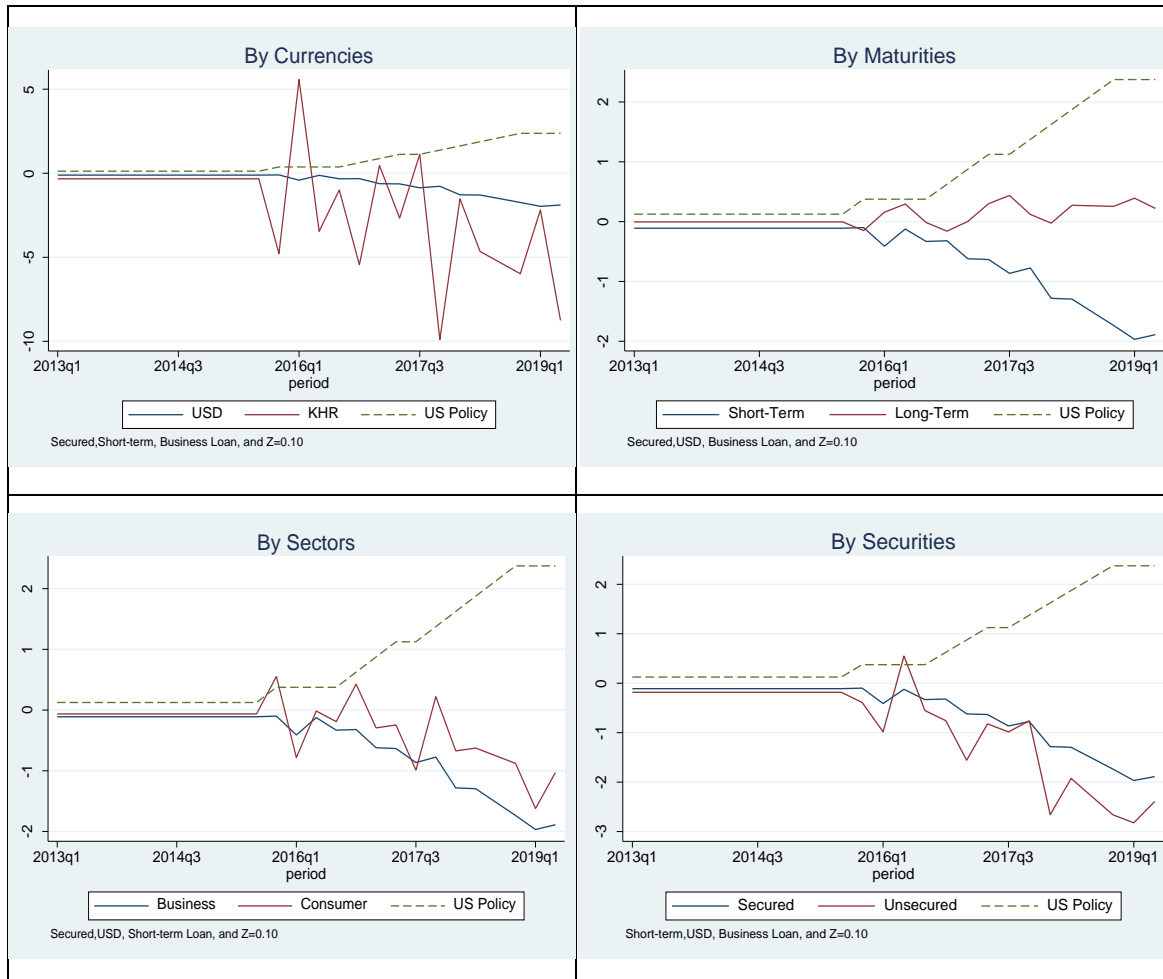 By Currencies
5
0
-5
-10
2013q1 2014q3 2016q1 2017q3 2019q1
period
USD KHR US Policy
Secured,Short-term, Business Loan, and Z=0.10
By Maturities
2
1
0
-1
-2
2013q1 2014q3 2016q1 2017q3 2019q1
period
Short-Term Long-Term US Policy
Secured,USD, Business Loan, and Z=0.10
By Sectors
2
1
0
-1
-2
2013q1 2014q3 2016q1 2017q3 2019q1
period
Business Consumer US Policy
Secured,USD, Short-term Loan, and Z=0.10
By Securities
2
1
0
-1
-2
-3
2013q1 2014q3 2016q1 2017q3 2019q1
period
Secured Unsecured US Policy
Short-term,USD, Business Loan, and Z=0.10